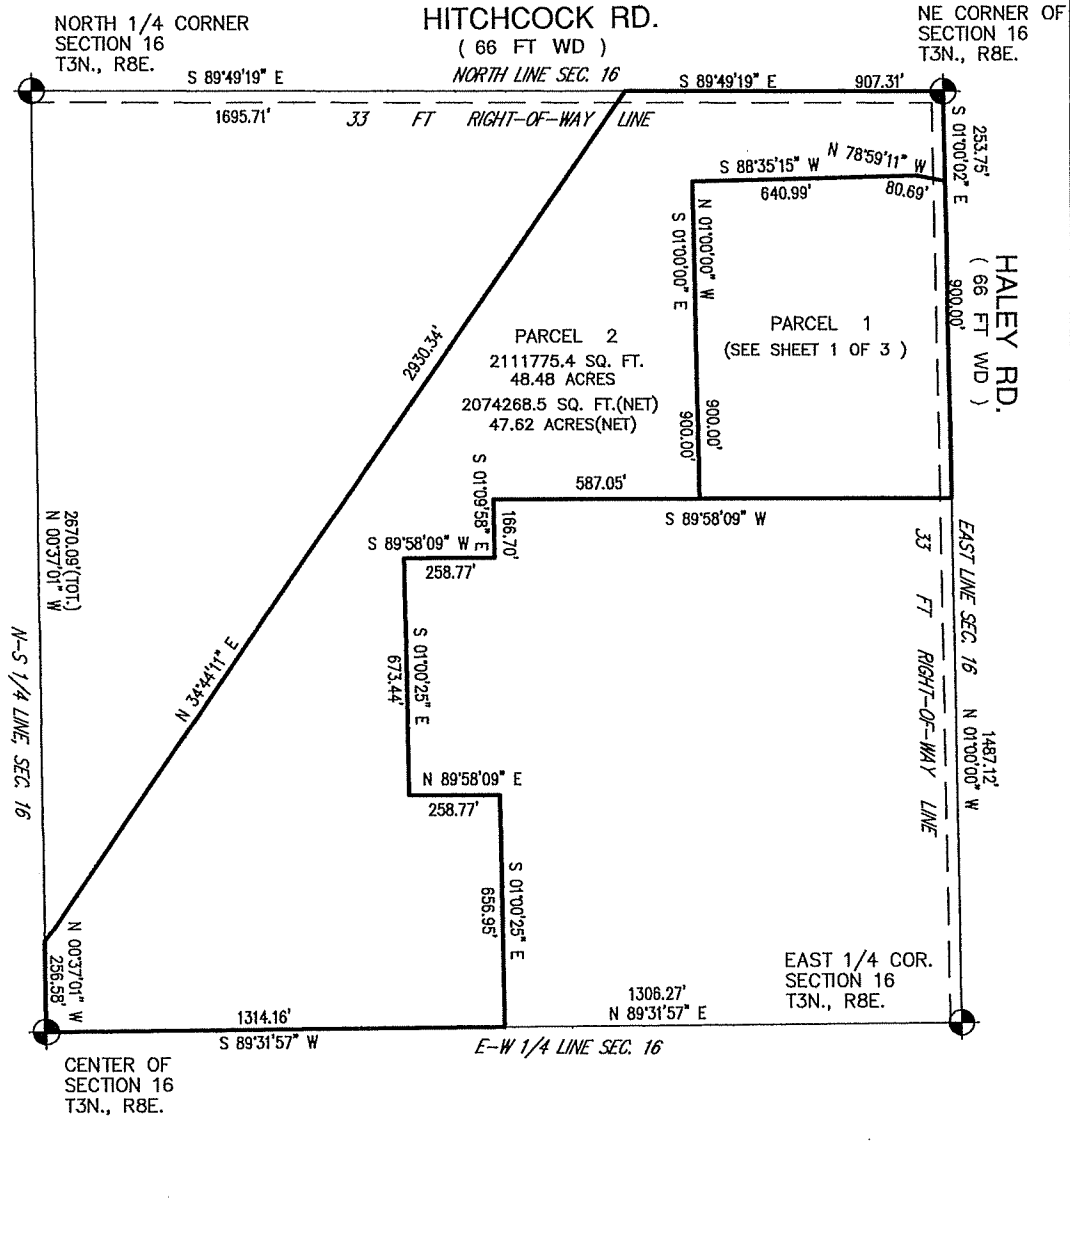 HITCHCOCK RD.
( 66 FT WD )
NORTH LINE SEC. 16
NORTH 1/4 CORNER
SECTION 16
T3N., R8E.
NE CORNER OF
SECTION 16
T3N., R8E.
S 89°49'19" E
1695.71'
S 89°49'19" E
907.31'
33 FT RIGHT-OF-WAY LINE
253.75'
S 01°00'02" E
N 78°59'11" W
80.69'
S 88°35'15" W
640.99'
N 01°00'00" W
S 01°00'00" E
HALEY RD.
( 66 FT WD )
900.00'
PARCEL 1
(SEE SHEET 1 OF 3 )
PARCEL 2
2111775.4 SQ. FT.
48.48 ACRES
2074268.5 SQ. FT.(NET)
47.62 ACRES(NET)
2930.34'
900.00'
900.00'
587.05'
S 89°58'09" W
S 01°09'58" E
166.70'
S 89°58'09" W
258.77'
2670.09'(TOT.)
N 00°37'01" W
N-S 1/4 LINE, SEC. 16
N 34°44'11" E
S 01°00'25" E
673.44'
EAST LINE SEC. 16
33 FT RIGHT-OF-WAY LINE
1487.12'
N 01°00'00" W
N 89°58'09" E
258.77'
S 01°00'25" E
656.95'
N 00°37'01" W
256.58'
EAST 1/4 COR.
SECTION 16
T3N., R8E.
1314.16'
S 89°31'57" W
1306.27'
N 89°31'57" E
E-W 1/4 LINE SEC. 16
CENTER OF
SECTION 16
T3N., R8E.